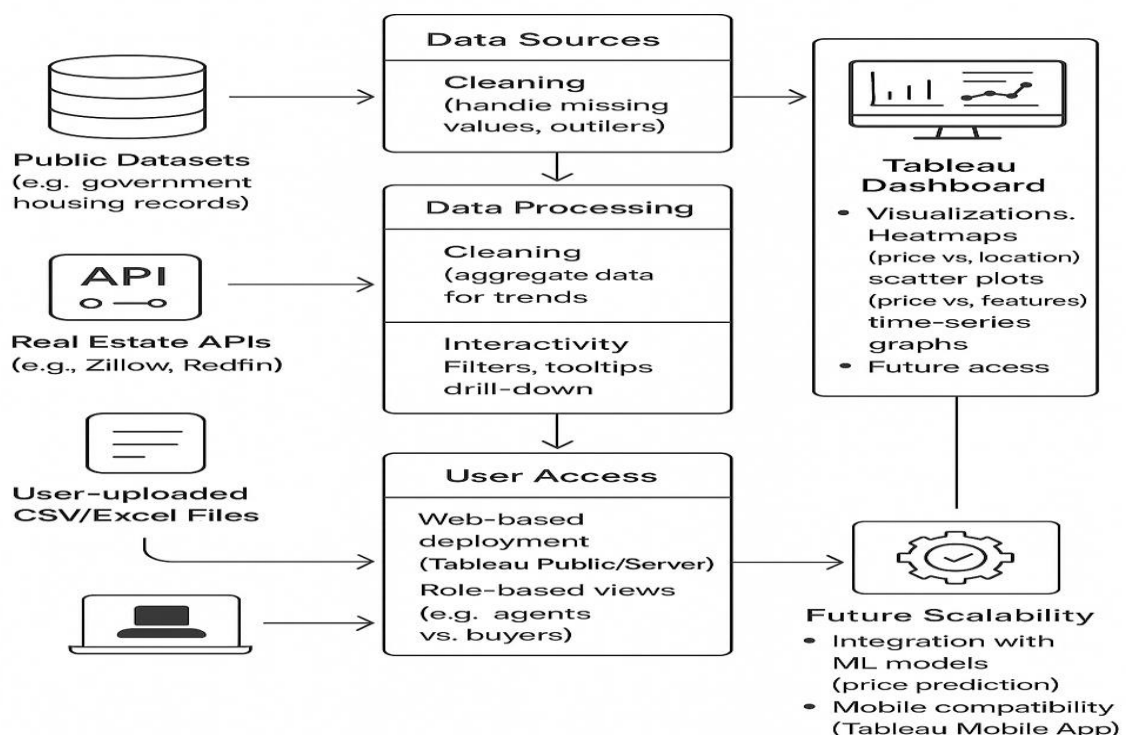 Public Datasets
(e.g. government
housing records)
API
Real Estate APIs
(e.g., Zillow, Redfin)
User-uploaded
CSV/Excel Files
Data Sources
Cleaning
(handie missing
values, outilers)
Data Processing
Cleaning
(aggregate data
for trends
Interactivity
Filters, tooltips
drill-down
User Access
Web-based
deployment
(Tableau Public/Server)
Role-based views
(e.g. agents
vs. buyers)
Tableau
Dashboard
• Visualizations.
Heatmaps
(price vs, location)
scatter plots
(price vs, features)
time-series
graphs
• Future acess
Future Scalability
• Integration with
ML models
(price prediction)
• Mobile compatibility
(Tableau Mobile App)